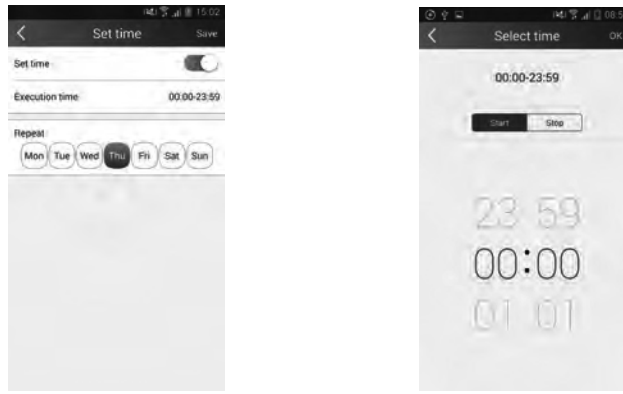 15:02
Set time
Save
Set time
Execution time
00:00-23:59
Repeat
Mon
Tue
Wed
Thu
Fri
Sat
Sun
Select time
OK
00:00-23:59
Start
Stop
23 59
00:00
01 01